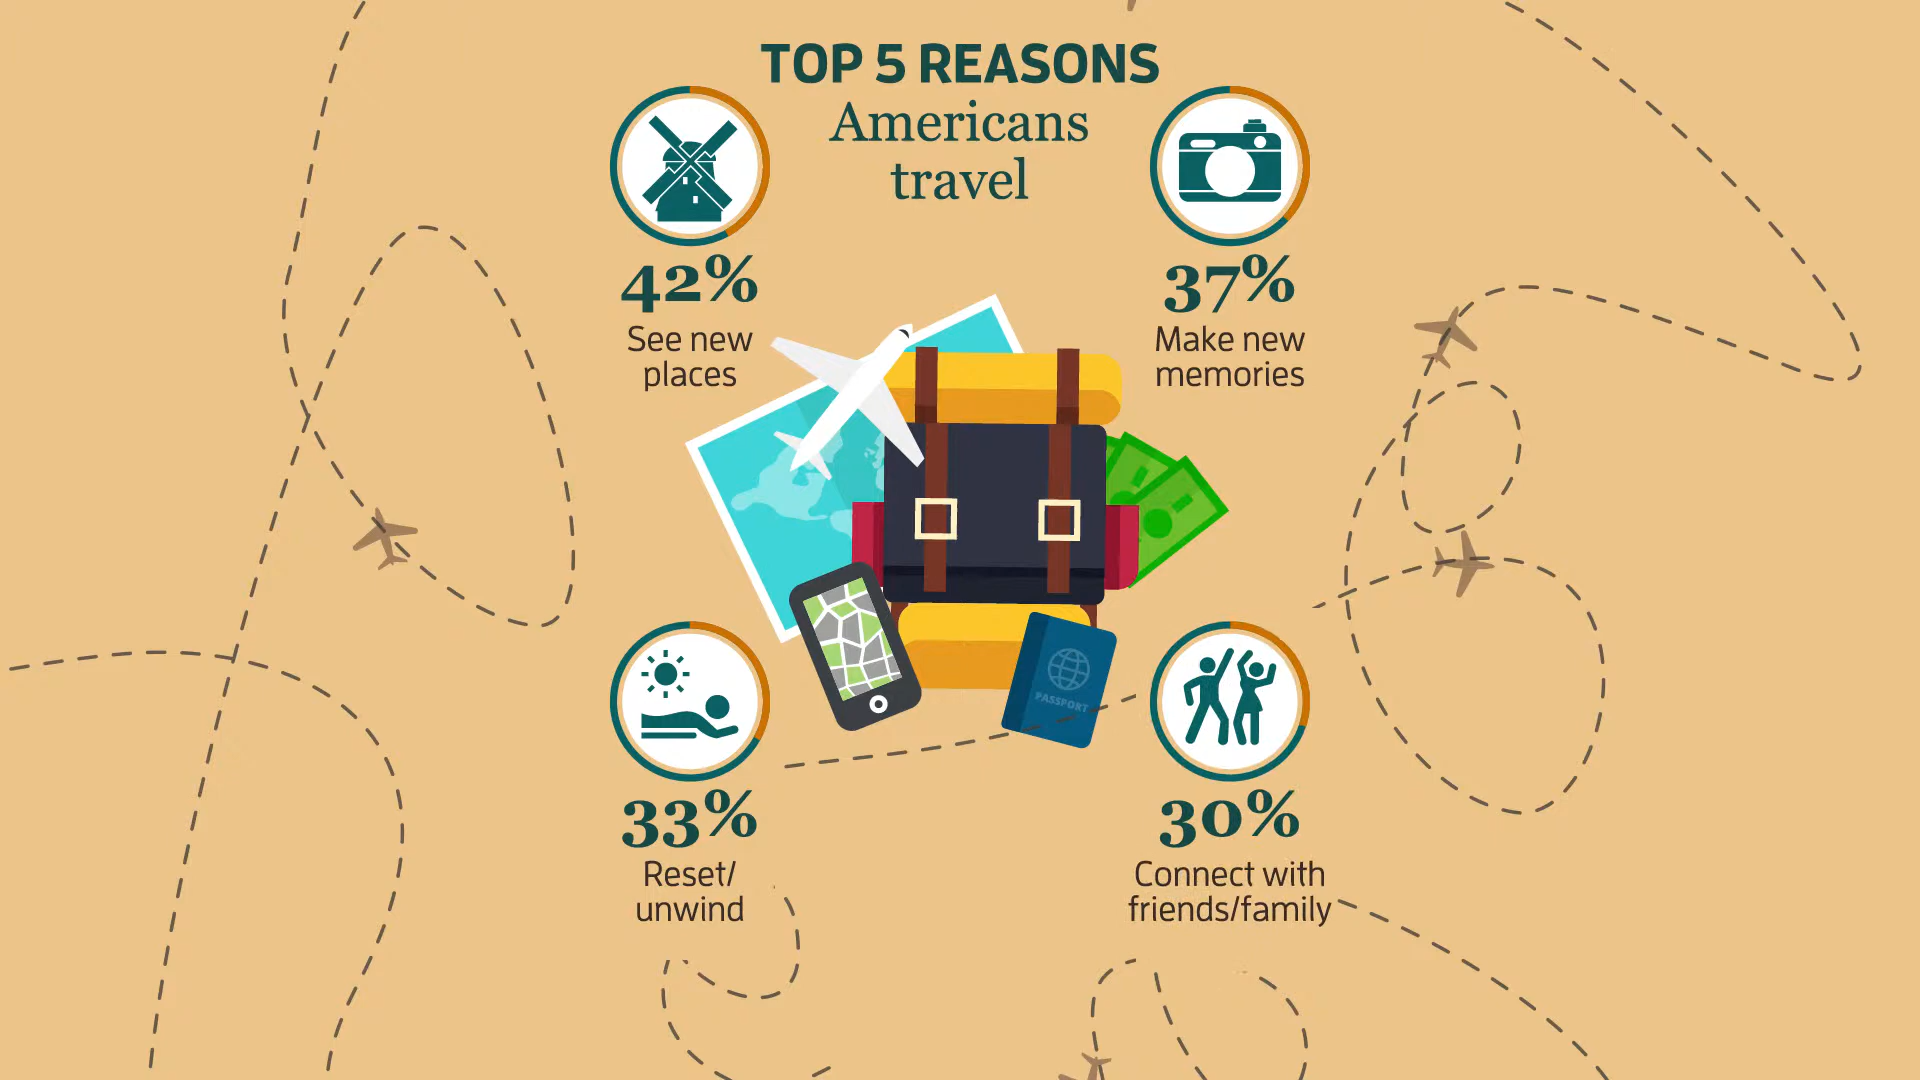 TOP 5 REASONS
Americans
travel
42%
See new
places
37%
Make new
memories
33%
Reset/
unwind
30%
Connect with
friends/family
PASSPORT